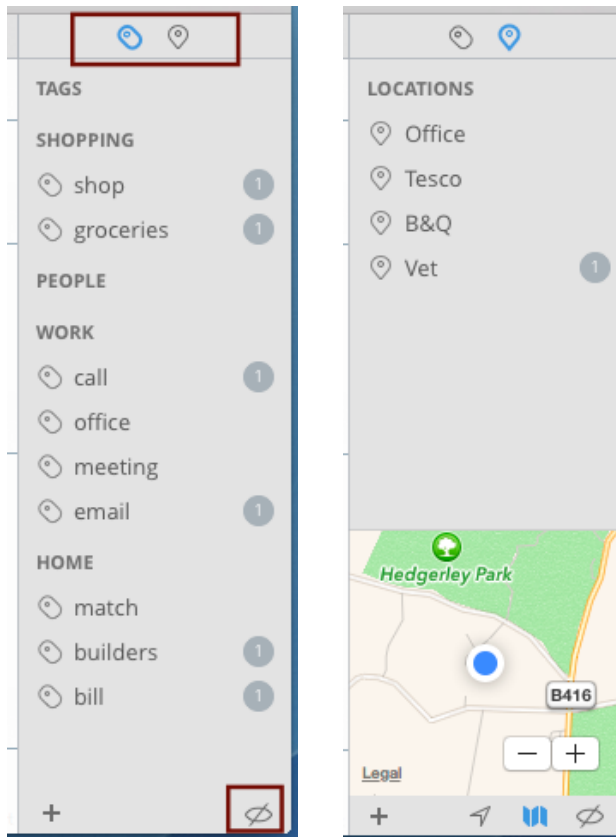 TAGS
SHOPPING
shop 1
groceries 1
PEOPLE
WORK
call 1
office
meeting
email 1
HOME
match
builders 1
bill 1
+
LOCATIONS
Office
Tesco
B&Q
Vet 1
Hedgerley Park
B416
− +
Legal
+